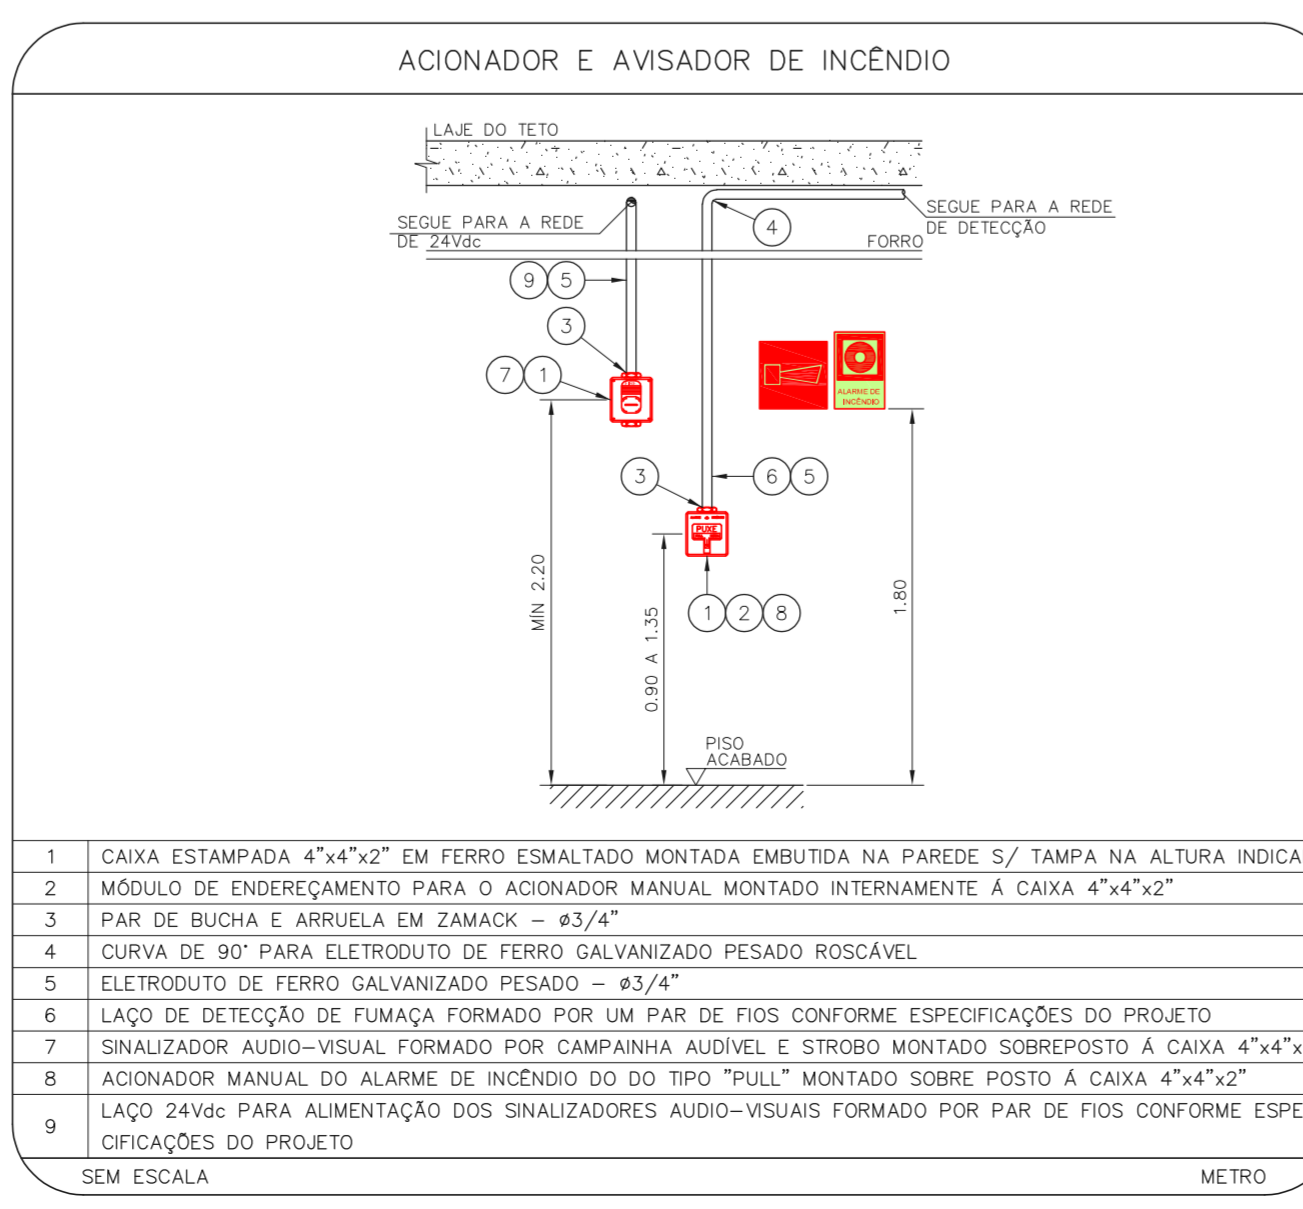 ACIONADOR E AVISADOR DE INCÊNDIO
LAJE DO TETO
SEGUE PARA A REDE
DE 24Vdc
SEGUE PARA A REDE
DE DETECÇÃO
4
FORRO
9 5
3
7 1
ALARME DE
INCÊNDIO
3
6 5
PUXE
1 2 8
MÍN 2.20
0.90 A 1.35
1.80
PISO
ACABADO
1 CAIXA ESTAMPADA 4”x4”x2” EM FERRO ESMALTADO MONTADA EMBUTIDA NA PAREDE S/ TAMPA NA ALTURA INDICA
2 MÓDULO DE ENDEREÇAMENTO PARA O ACIONADOR MANUAL MONTADO INTERNAMENTE Á CAIXA 4”x4”x2”
3 PAR DE BUCHA E ARRUELA EM ZAMACK – ø3/4”
4 CURVA DE 90° PARA ELETRODUTO DE FERRO GALVANIZADO PESADO ROSCÁVEL
5 ELETRODUTO DE FERRO GALVANIZADO PESADO – ø3/4”
6 LAÇO DE DETECÇÃO DE FUMAÇA FORMADO POR UM PAR DE FIOS CONFORME ESPECIFICAÇÕES DO PROJETO
7 SINALIZADOR AUDIO–VISUAL FORMADO POR CAMPAINHA AUDÍVEL E STROBO MONTADO SOBREPOSTO Á CAIXA 4”x4”x
8 ACIONADOR MANUAL DO ALARME DE INCÊNDIO DO DO TIPO ”PULL” MONTADO SOBRE POSTO Á CAIXA 4”x4”x2”
9 LAÇO 24Vdc PARA ALIMENTAÇÃO DOS SINALIZADORES AUDIO–VISUAIS FORMADO POR PAR DE FIOS CONFORME ESPE
CIFICAÇÕES DO PROJETO
SEM ESCALA METRO